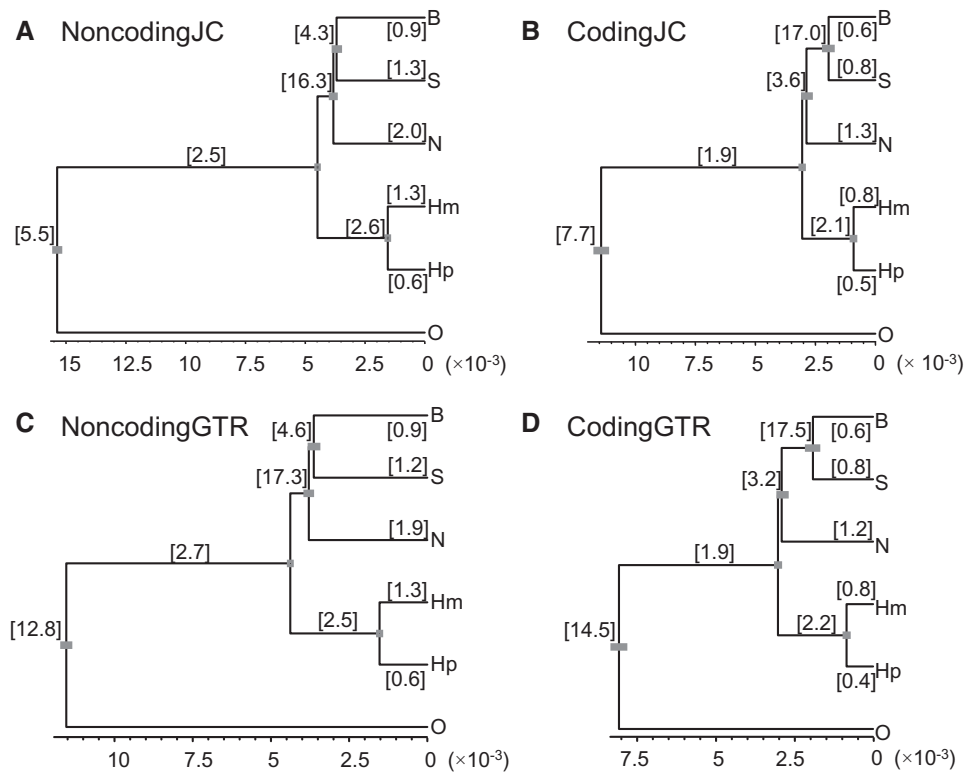 A NoncodingJC
[4.3]
B
[0.9]
[16.3]
[1.3]
S
[2.0]
N
[2.5]
[1.3]
Hm
[5.5]
[2.6]
Hp
[0.6]
O
15 12.5 10 7.5 5 2.5 0 (×10-3)
B CodingJC
[17.0]
B
[0.6]
[3.6]
[0.8]
S
[1.3]
N
[1.9]
[0.8]
Hm
[7.7]
[2.1]
Hp
[0.5]
O
10 7.5 5 2.5 0 (× 10-3)
C NoncodingGTR
[4.6]
B
[0.9]
[17.3]
[1.2]
S
[1.9]
N
[2.7]
[1.3]
Hm
[12.8]
[2.5]
Hp
[0.6]
O
10 7.5 5 2.5 0 (×10-3)
D CodingGTR
[17.5]
B
[0.6]
[3.2]
[0.8]
S
[1.2]
N
[1.9]
[0.8]
Hm
[14.5]
[2.2]
Hp
[0.4]
O
7.5 5 2.5 0 (×10-3)